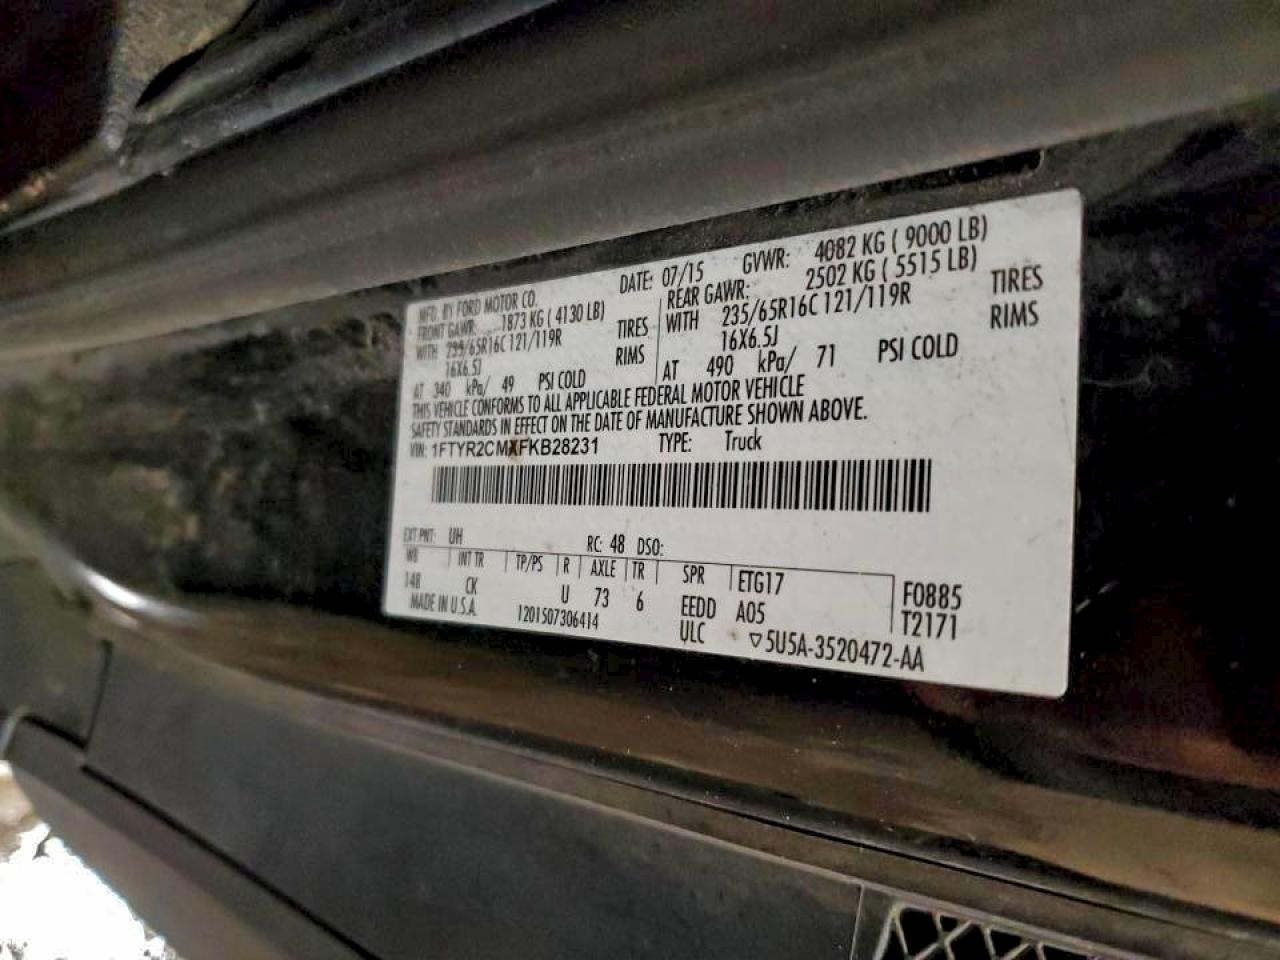 MFD. BY FORD MOTOR CO.
DATE: 07/15 GVWR: 4082 KG ( 9000 LB)
FRONT GAWR: 1873 KG ( 4130 LB)
WITH 235/65R16C 121/119R TIRES
16X6.5J RIMS
AT 340 kPa/ 49 PSI COLD
REAR GAWR: 2502 KG ( 5515 LB)
WITH 235/65R16C 121/119R TIRES
16X6.5J RIMS
AT 490 kPa/ 71 PSI COLD
THIS VEHICLE CONFORMS TO ALL APPLICABLE FEDERAL MOTOR VEHICLE
SAFETY STANDARDS IN EFFECT ON THE DATE OF MANUFACTURE SHOWN ABOVE.
VIN: 1FTYR2CMXFKB28231 TYPE: Truck
EXT PNT: UH RC: 48 DSO:
WB INT TR TP/PS R AXLE TR SPR ETG17 F0885
148 CK U 73 6 EEDD A05 T2171
MADE IN U.S.A. 1201507306414 ULC ▽5U5A-3520472-AA